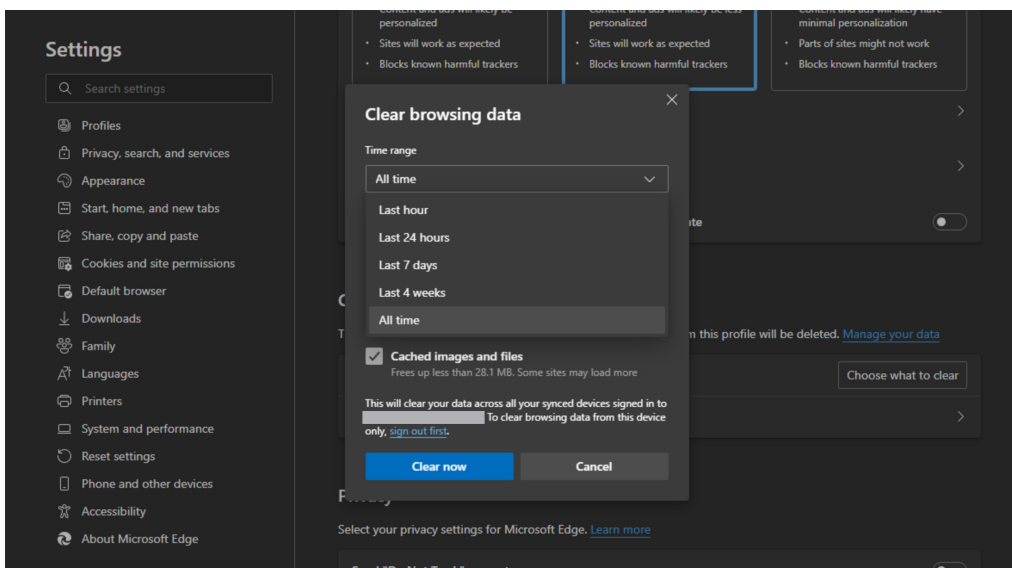 Settings
Search settings
Profiles
Privacy, search, and services
Appearance
Start, home, and new tabs
Share, copy and paste
Cookies and site permissions
Default browser
Downloads
Family
Languages
Printers
System and performance
Reset settings
Phone and other devices
Accessibility
About Microsoft Edge
Content and ads will likely be
personalized
Sites will work as expected
Blocks known harmful trackers
Content and ads will likely be less
personalized
Sites will work as expected
Blocks known harmful trackers
Content and ads will likely have
minimal personalization
Parts of sites might not work
Blocks known harmful trackers
Clear browsing data
Time range
All time
Last hour
Last 24 hours
Last 7 days
Last 4 weeks
All time
Cached images and files
Frees up less than 28.1 MB. Some sites may load more
This will clear your data across all your synced devices signed in to
To clear browsing data from this device
only, sign out first.
Clear now
Cancel
this profile will be deleted. Manage your data
Choose what to clear
Select your privacy settings for Microsoft Edge. Learn more